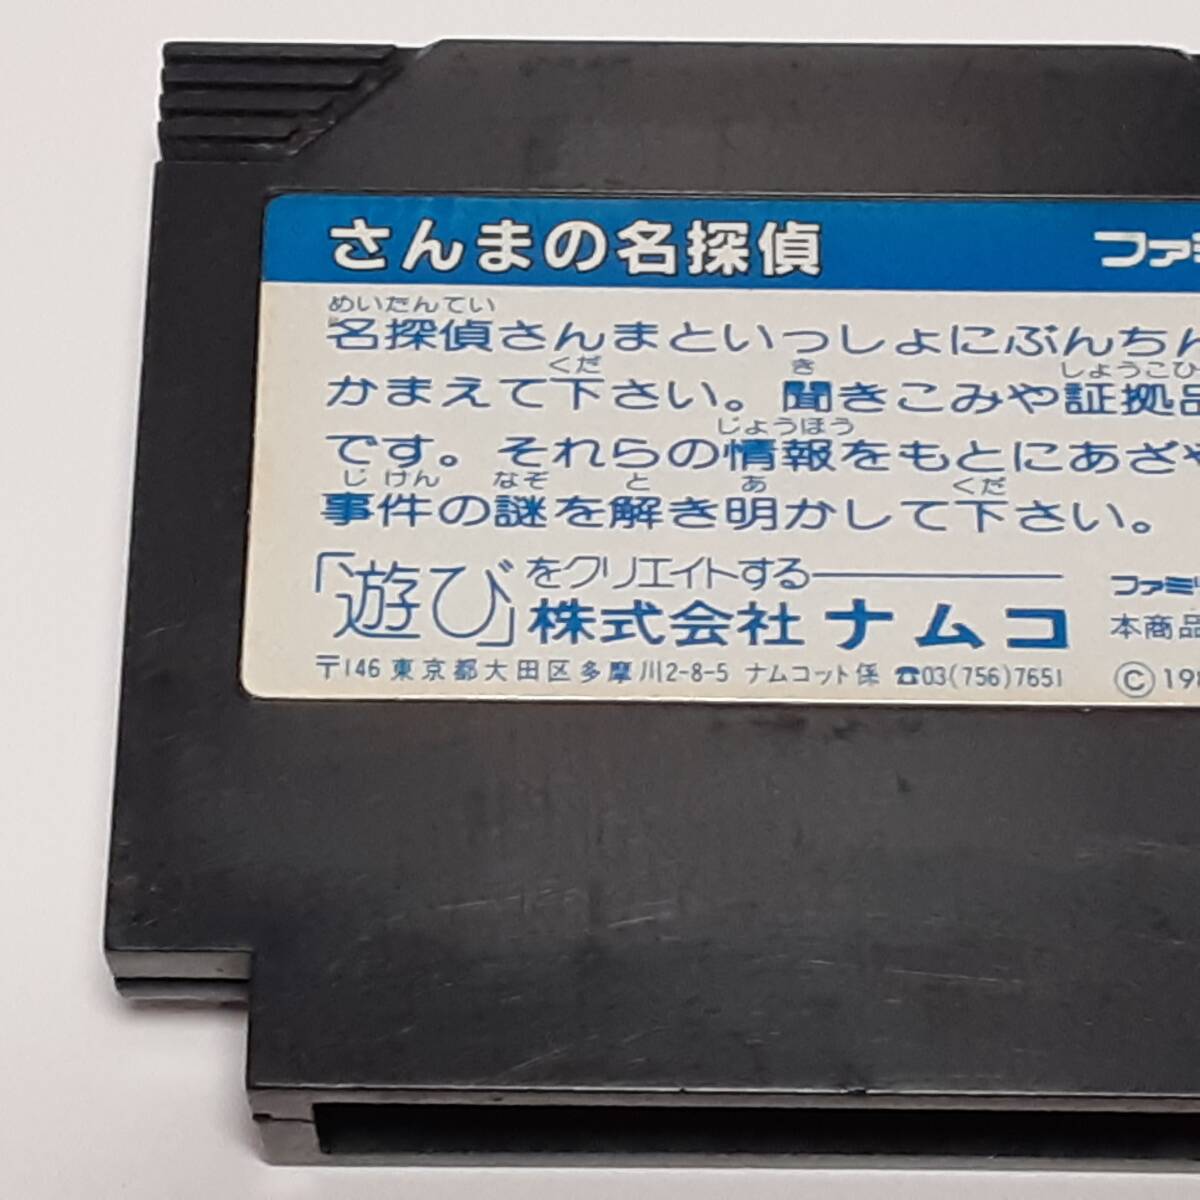 さんまの名探偵 ファミ
めいたんてい
名探偵さんまといっしょにぶんちん
くだ き しょうこひ
かまえて下さい。聞きこみや証拠品
じょうほう
です。それらの情報をもとにあざや
じ けん なぞ と あ くだ
事件の謎を解き明かして下さい。
「遊び」をクリエイトする
株式会社ナムコ
ファミリ
本商品
〒146 東京都大田区多摩川2-8-5 ナムコット係 ☎03(756)7651
© 198